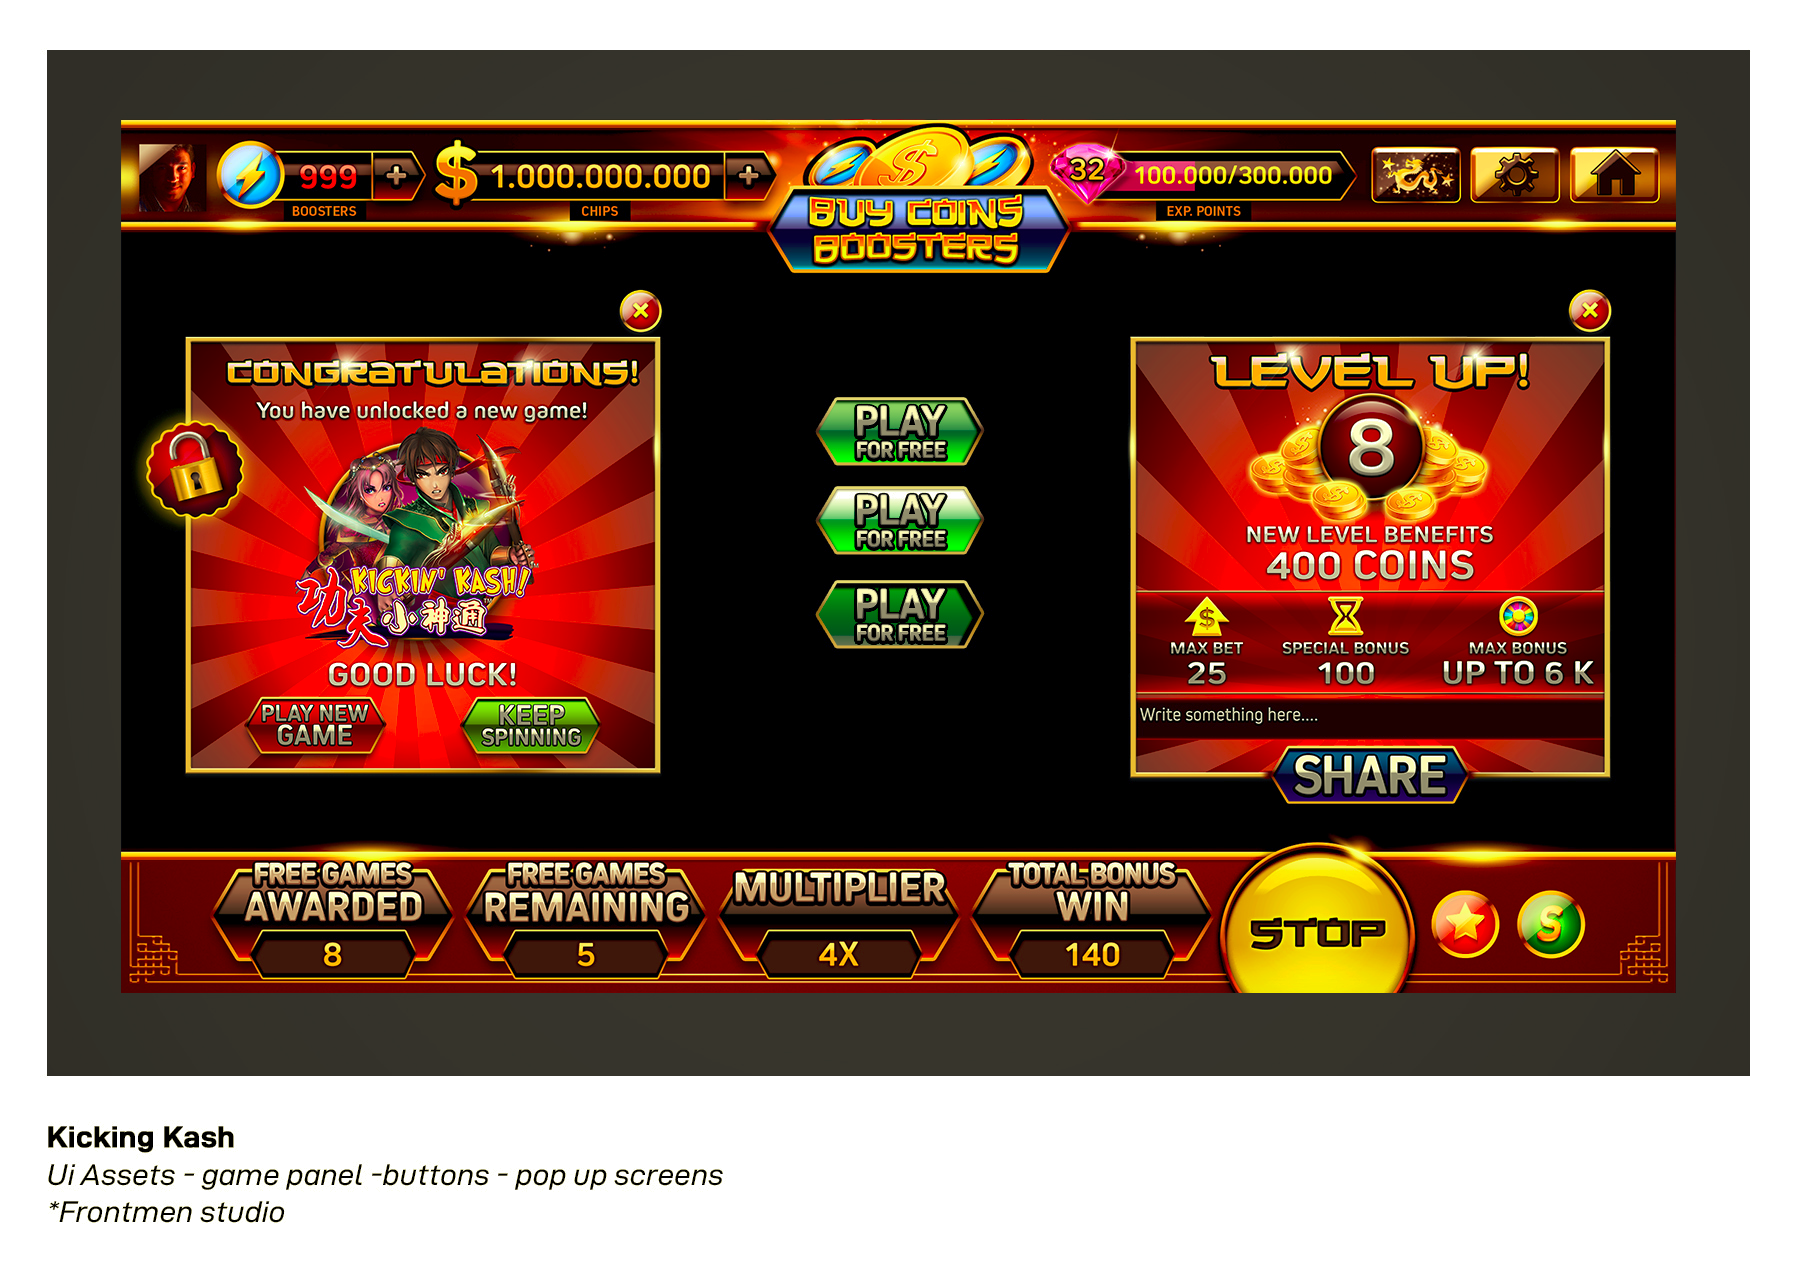 999
BOOSTERS
$ 1.000.000.000
CHIPS
BUY COINS
BOOSTERS
32
100.000/300.000
EXP. POINTS
CONGRATULATIONS!
You have unlocked a new game!
KICKIN' KASH!™
功夫小神通
GOOD LUCK!
PLAY NEW
GAME
KEEP
SPINNING
PLAY
FOR FREE
PLAY
FOR FREE
PLAY
FOR FREE
LEVEL UP!
8
NEW LEVEL BENEFITS
400 COINS
MAX BET
25
SPECIAL BONUS
100
MAX BONUS
UP TO 6 K
Write something here....
SHARE
FREE GAMES
AWARDED
8
FREE GAMES
REMAINING
5
MULTIPLIER
4X
TOTAL BONUS
WIN
140
STOP
S
Kicking Kash
Ui Assets - game panel -buttons - pop up screens
*Frontmen studio